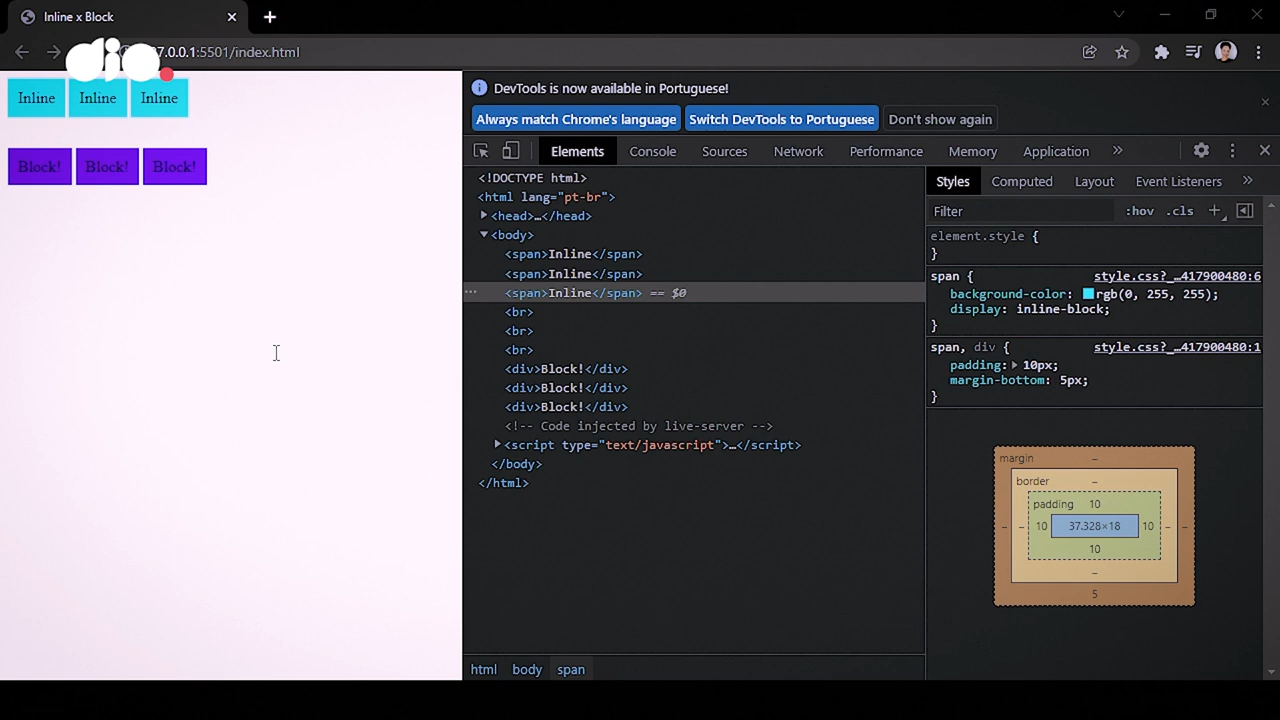 Inline x Block
dio.
7.0.0.1:5501/index.html
Inline Inline Inline
Block! Block! Block!
DevTools is now available in Portuguese!
Always match Chrome's language Switch DevTools to Portuguese Don't show again
Elements Console Sources Network Performance Memory Application »
<!DOCTYPE html>
<html lang="pt-br">
<head>…</head>
<body>
<span>Inline</span>
<span>Inline</span>
<span>Inline</span> == $0
<br>
<br>
<br>
<div>Block!</div>
<div>Block!</div>
<div>Block!</div>
<!-- Code injected by live-server -->
<script type="text/javascript">…</script>
</body>
</html>
html body span
Styles Computed Layout Event Listeners »
Filter :hov .cls +
element.style {
}
span { style.css?_…417900480:6
background-color: rgb(0, 255, 255);
display: inline-block;
}
span, div { style.css?_…417900480:1
padding: 10px;
margin-bottom: 5px;
}
margin –
border –
padding 10
– – 10 37.328×18 10 – –
10
–
5